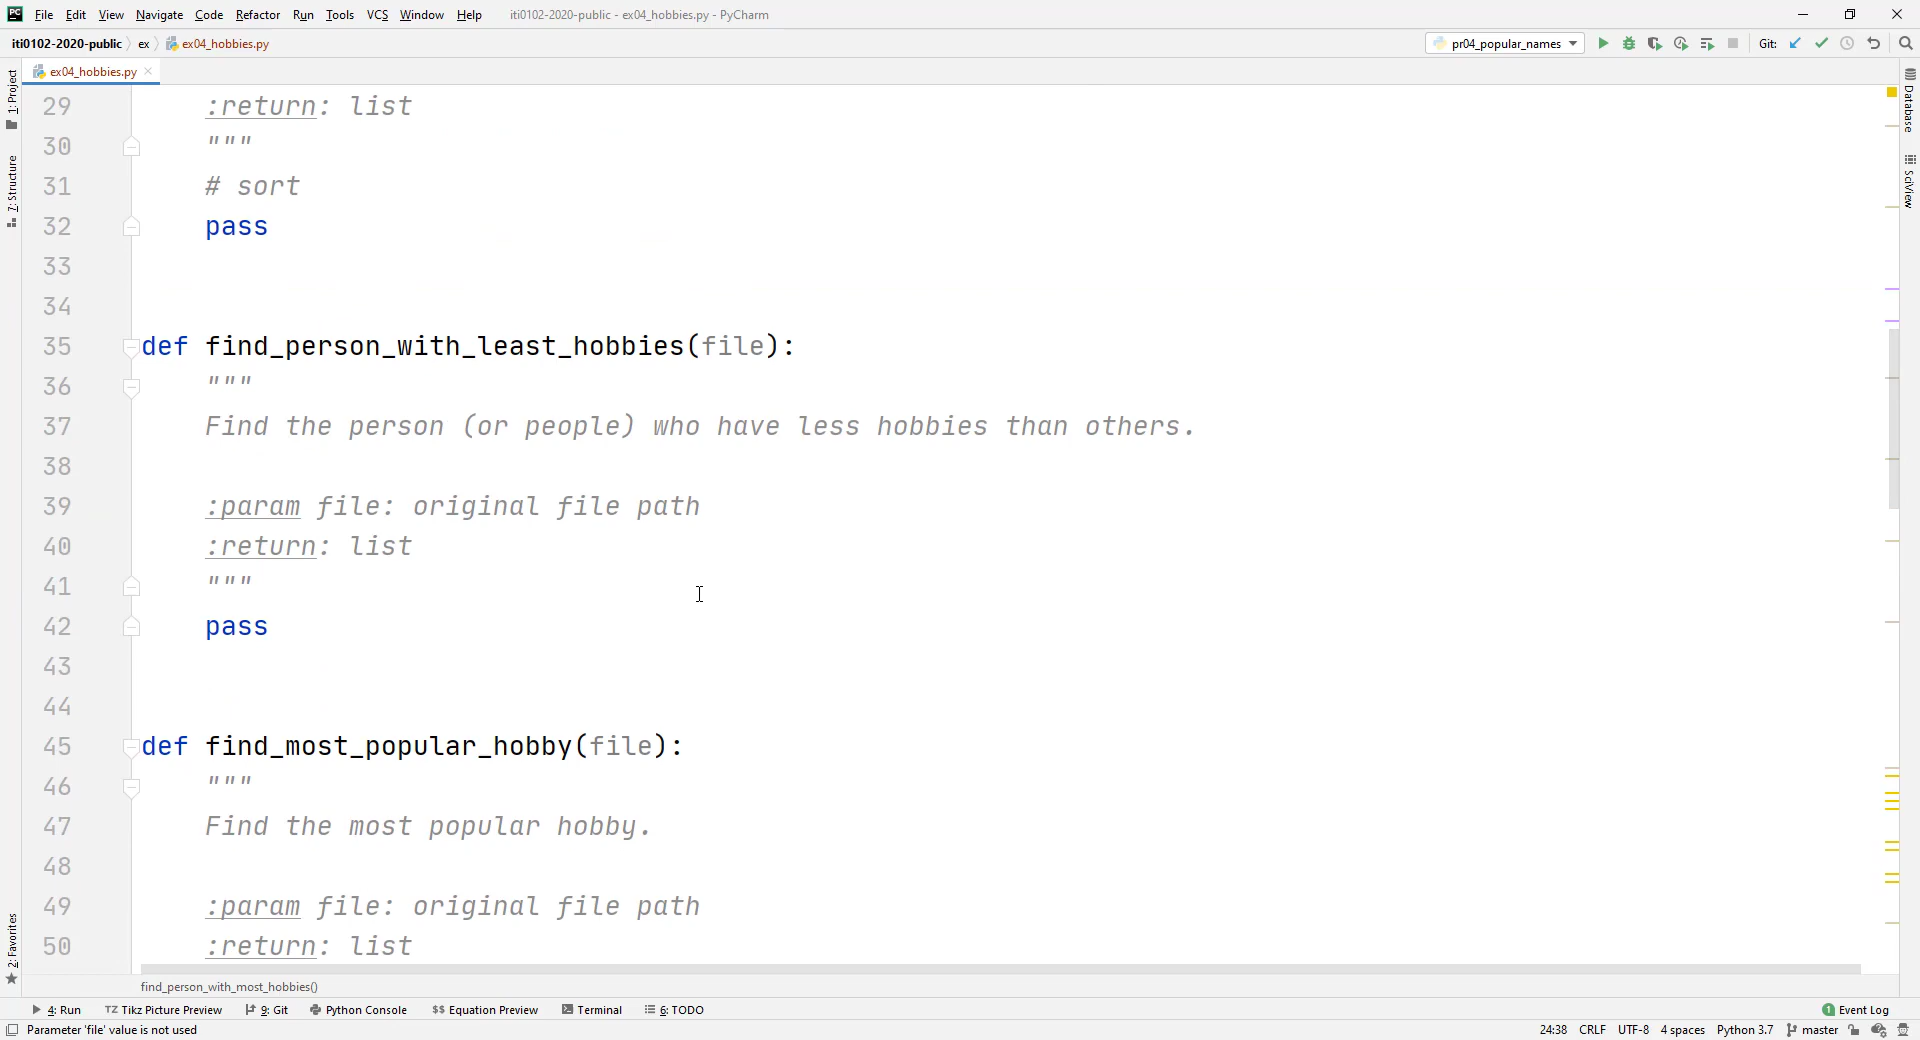 PC File Edit View Navigate Code Refactor Run Tools VCS Window Help iti0102-2020-public - ex04_hobbies.py - PyCharm
iti0102-2020-public ex ex04_hobbies.py pr04_popular_names Git:
ex04_hobbies.py
1: Project
7: Structure
2: Favorites
Database
SciView
29 :return: list
30 """
31 # sort
32 pass
33
34
35 def find_person_with_least_hobbies(file):
36 """
37 Find the person (or people) who have less hobbies than others.
38
39 :param file: original file path
40 :return: list
41 """
42 pass
43
44
45 def find_most_popular_hobby(file):
46 """
47 Find the most popular hobby.
48
49 :param file: original file path
50 :return: list
find_person_with_most_hobbies()
4: Run TZ Tikz Picture Preview 9: Git Python Console $$ Equation Preview Terminal 6: TODO 1 Event Log
Parameter 'file' value is not used 24:38 CRLF UTF-8 4 spaces Python 3.7 master